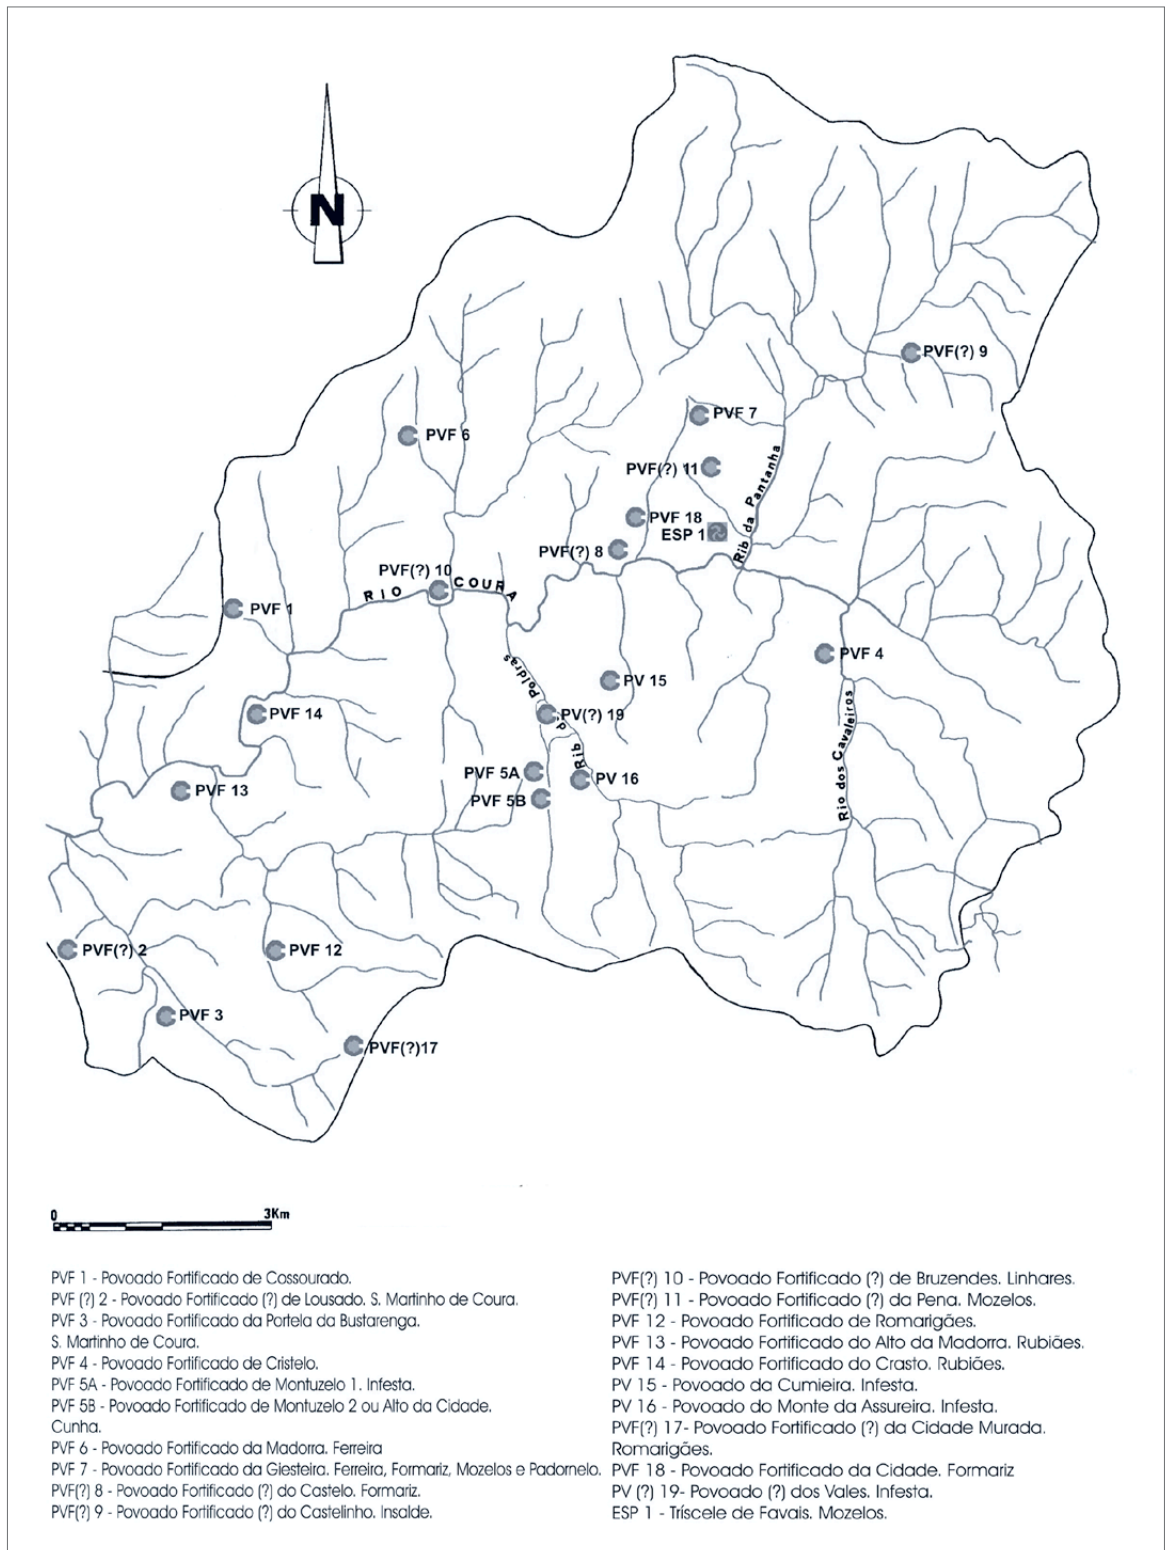 N
PVF(?) 9
PVF 7
PVF 6
PVF(?) 11
Rib da Pantanha
PVF 18
ESP 1
PVF(?) 8
PVF(?) 10
RIO COURA
PVF 1
PVF 4
PV 15
Rib d. Poldras
PVF 14
PV(?) 19
Rio dos Cavaleiros
PVF 5A
PV 16
PVF 13
PVF 5B
PVF(?) 2
PVF 12
PVF 3
PVF(?)17
0 3Km
PVF 1 - Povoado Fortificado de Cossourado.
PVF (?) 2 - Povoado Fortificado (?) de Lousado. S. Martinho de Coura.
PVF 3 - Povoado Fortificado da Portela da Bustarenga.
S. Martinho de Coura.
PVF 4 - Povoado Fortificado de Cristelo.
PVF 5A - Povoado Fortificado de Montuzelo 1. Infesta.
PVF 5B - Povoado Fortificado de Montuzelo 2 ou Alto da Cidade.
Cunha.
PVF 6 - Povoado Fortificado da Madorra. Ferreira
PVF 7 - Povoado Fortificado da Giesteira. Ferreira, Formariz, Mozelos e Padornelo.
PVF(?) 8 - Povoado Fortificado (?) do Castelo. Formariz.
PVF(?) 9 - Povoado Fortificado (?) do Castelinho. Insalde.
PVF(?) 10 - Povoado Fortificado (?) de Bruzendes. Linhares.
PVF(?) 11 - Povoado Fortificado (?) da Pena. Mozelos.
PVF 12 - Povoado Fortificado de Romarigães.
PVF 13 - Povoado Fortificado do Alto da Madorra. Rubiães.
PVF 14 - Povoado Fortificado do Crasto. Rubiães.
PV 15 - Povoado da Cumieira. Infesta.
PV 16 - Povoado do Monte da Assureira. Infesta.
PVF(?) 17- Povoado Fortificado (?) da Cidade Murada.
Romarigães.
PVF 18 - Povoado Fortificado da Cidade. Formariz
PV (?) 19- Povoado (?) dos Vales. Infesta.
ESP 1 - Tríscele de Favais. Mozelos.